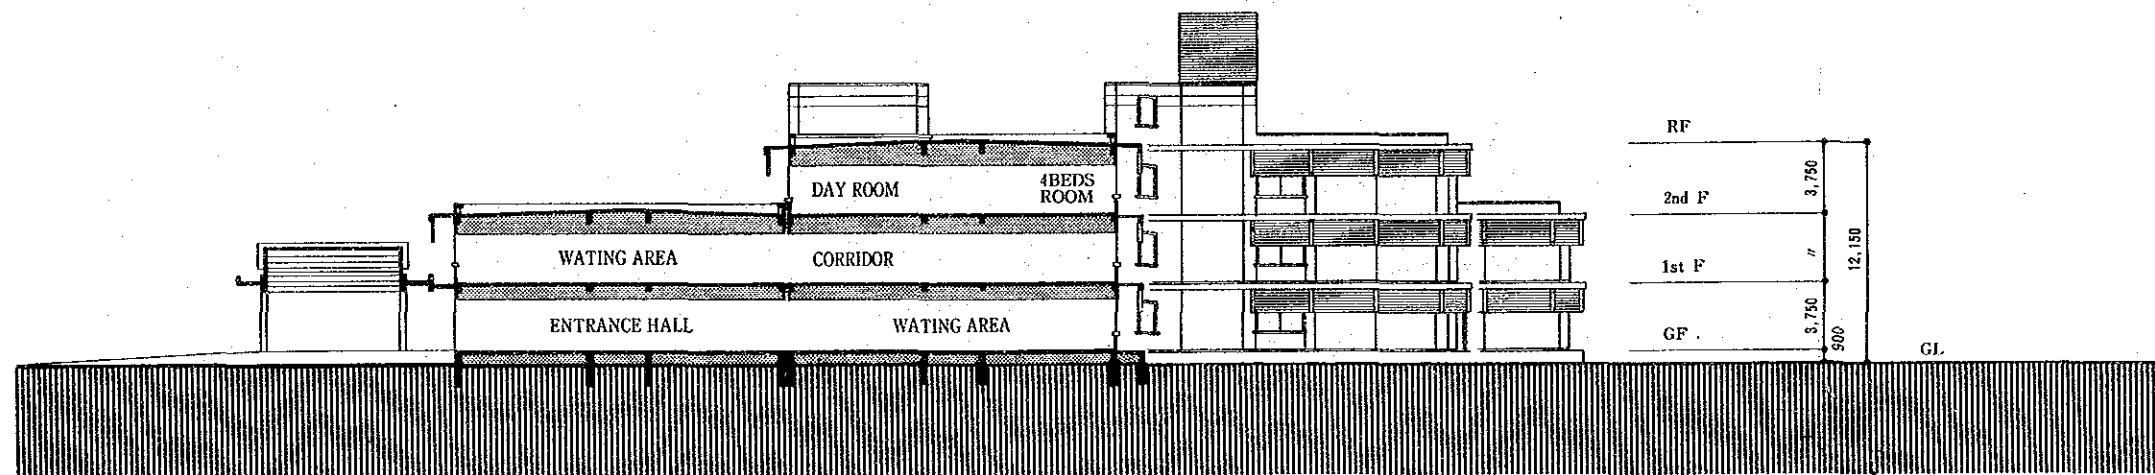 RF
3,750
DAY ROOM
4BEDS
ROOM
2nd F
WATING AREA
CORRIDOR
〃
12,150
1st F
ENTRANCE HALL
WATING AREA
3,750
GF
900
GL